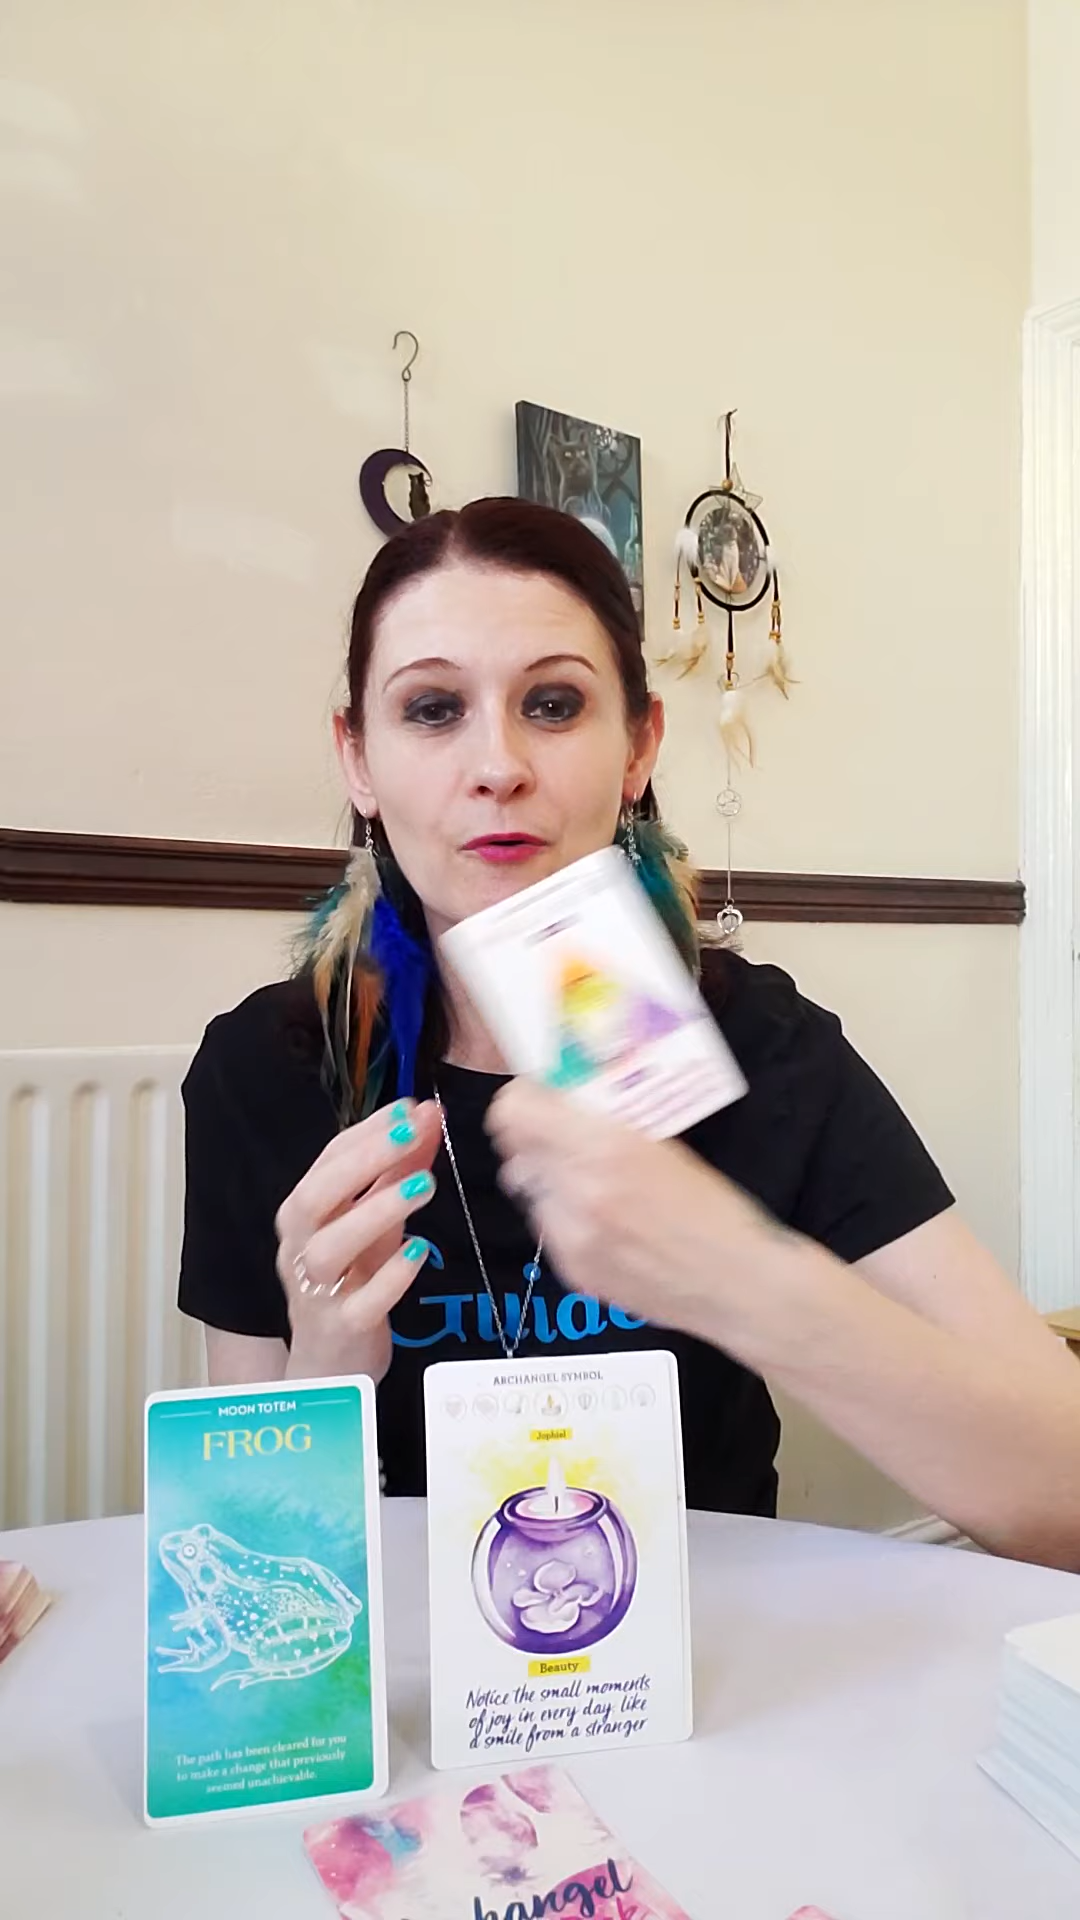 Guide
MOON TOTEM
FROG
The path has been cleared for you
to make a change that previously
seemed unachievable.
ARCHANGEL SYMBOL
Jophiel
Beauty
Notice the small moments
of joy in every day, like
a smile from a stranger